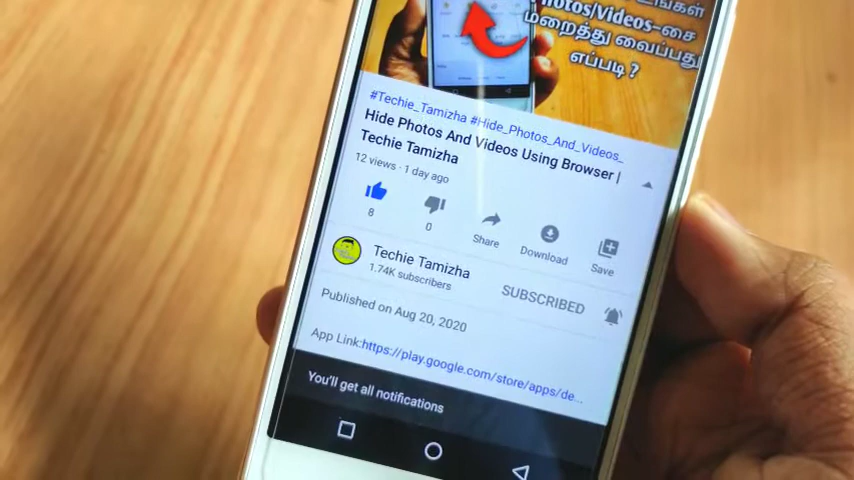 Photos/Videos-சை
மறைத்து வைப்பது
எப்படி ?
#Techie_Tamizha #Hide_Photos_And_Videos_
Hide Photos And Videos Using Browser |
Techie Tamizha
12 views · 1 day ago
8
0
Share
Download
Save
Techie Tamizha
1.74K subscribers
SUBSCRIBED
Published on Aug 20, 2020
App Link:https://play.google.com/store/apps/de...
You'll get all notifications